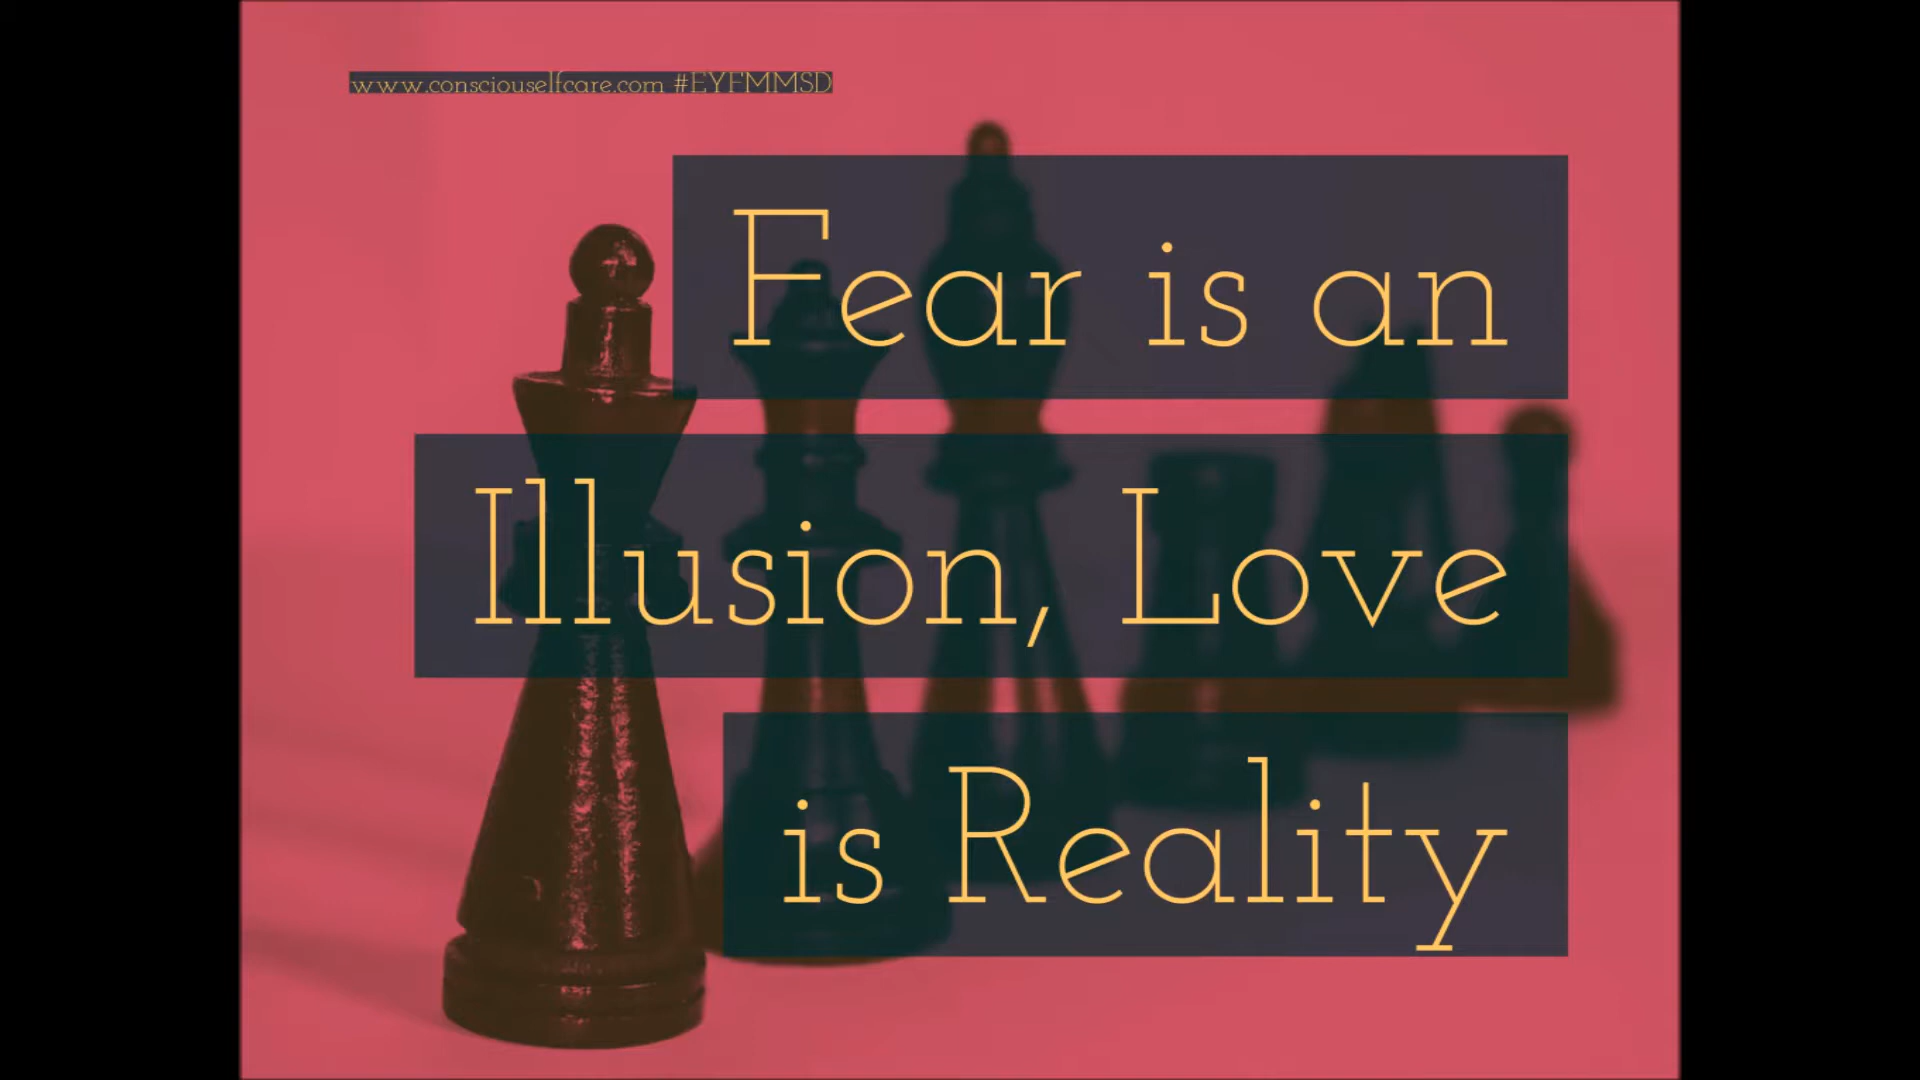 www.consciouselfcare.com #EYFMMSD
Fear is an
Illusion, Love
is Reality